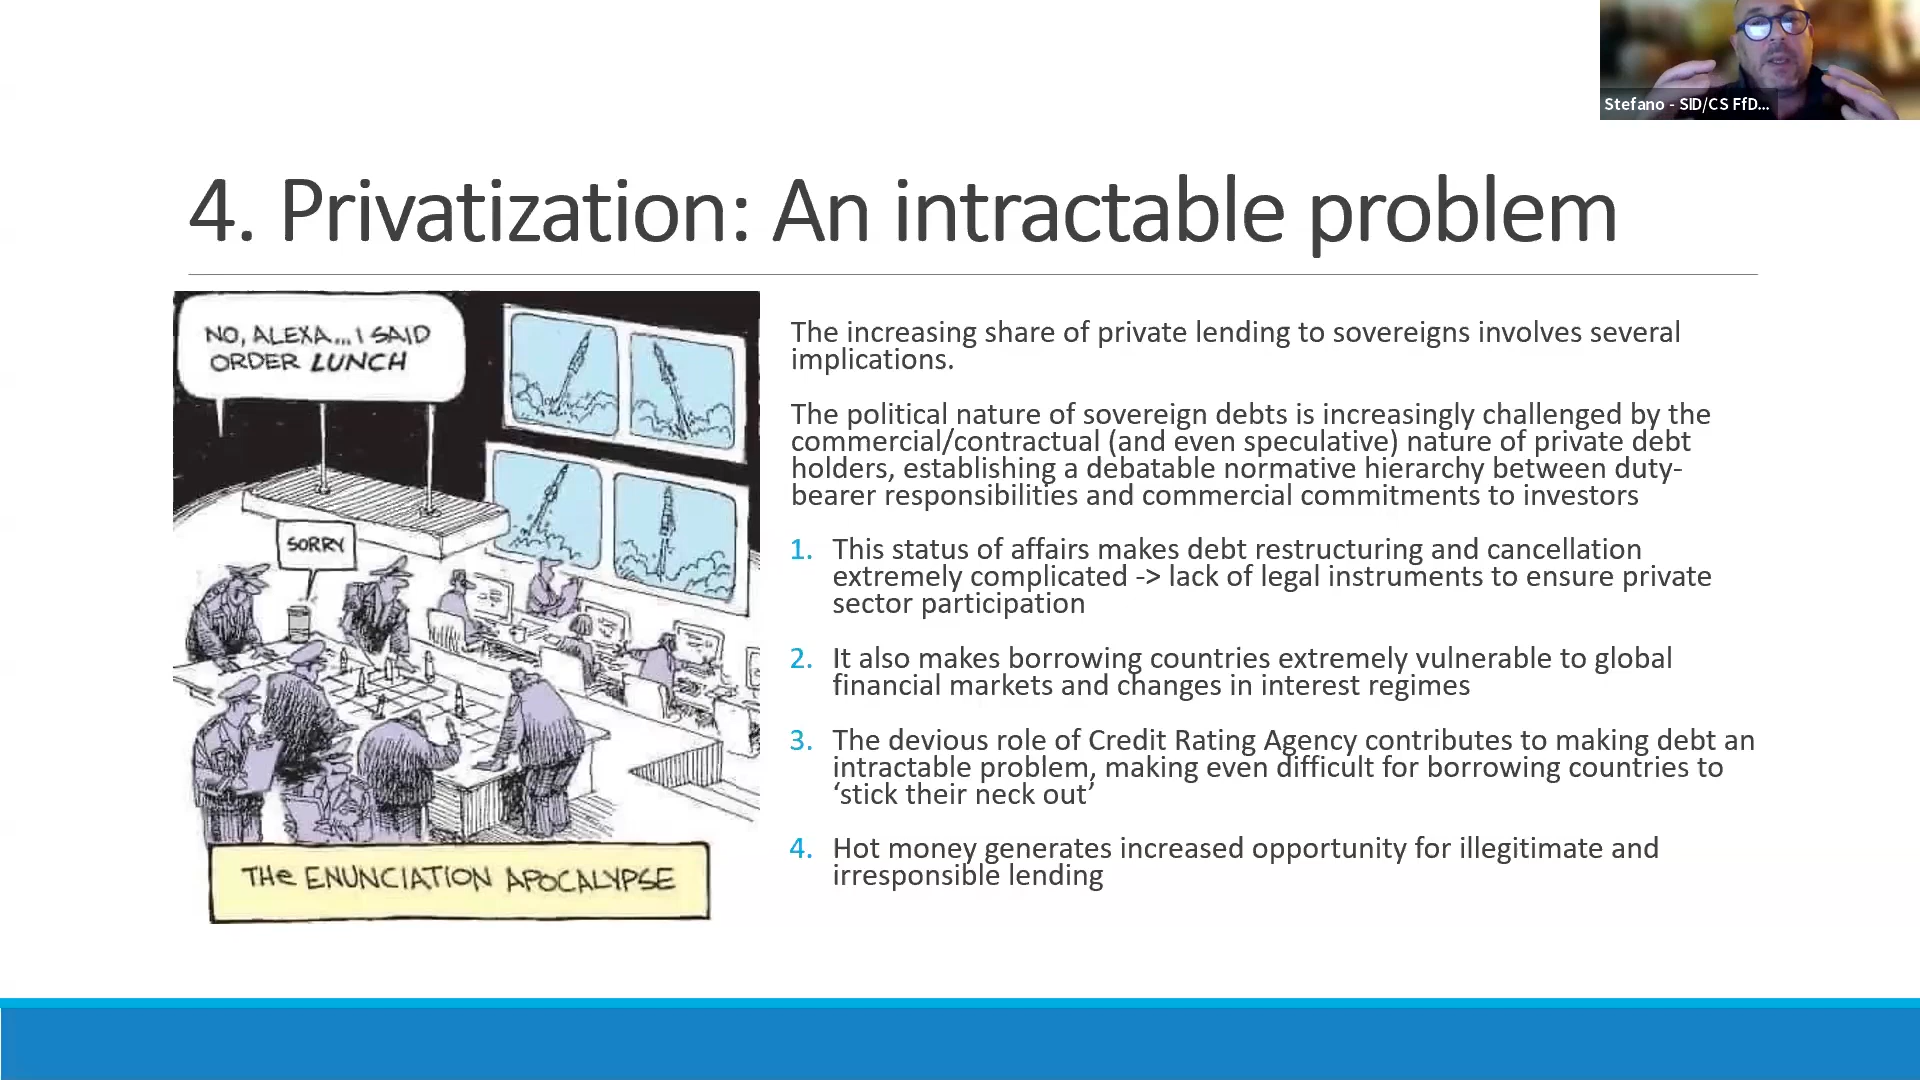 Stefano - SID/CS FfD...
4. Privatization: An intractable problem
NO, ALEXA... I SAID
ORDER LUNCH
SORRY
THe ENUNCIATION APOCALYPSE
The increasing share of private lending to sovereigns involves several
implications.
The political nature of sovereign debts is increasingly challenged by the
commercial/contractual (and even speculative) nature of private debt
holders, establishing a debatable normative hierarchy between duty-
bearer responsibilities and commercial commitments to investors
1. This status of affairs makes debt restructuring and cancellation
extremely complicated -> lack of legal instruments to ensure private
sector participation
2. It also makes borrowing countries extremely vulnerable to global
financial markets and changes in interest regimes
3. The devious role of Credit Rating Agency contributes to making debt an
intractable problem, making even difficult for borrowing countries to
‘stick their neck out’
4. Hot money generates increased opportunity for illegitimate and
irresponsible lending